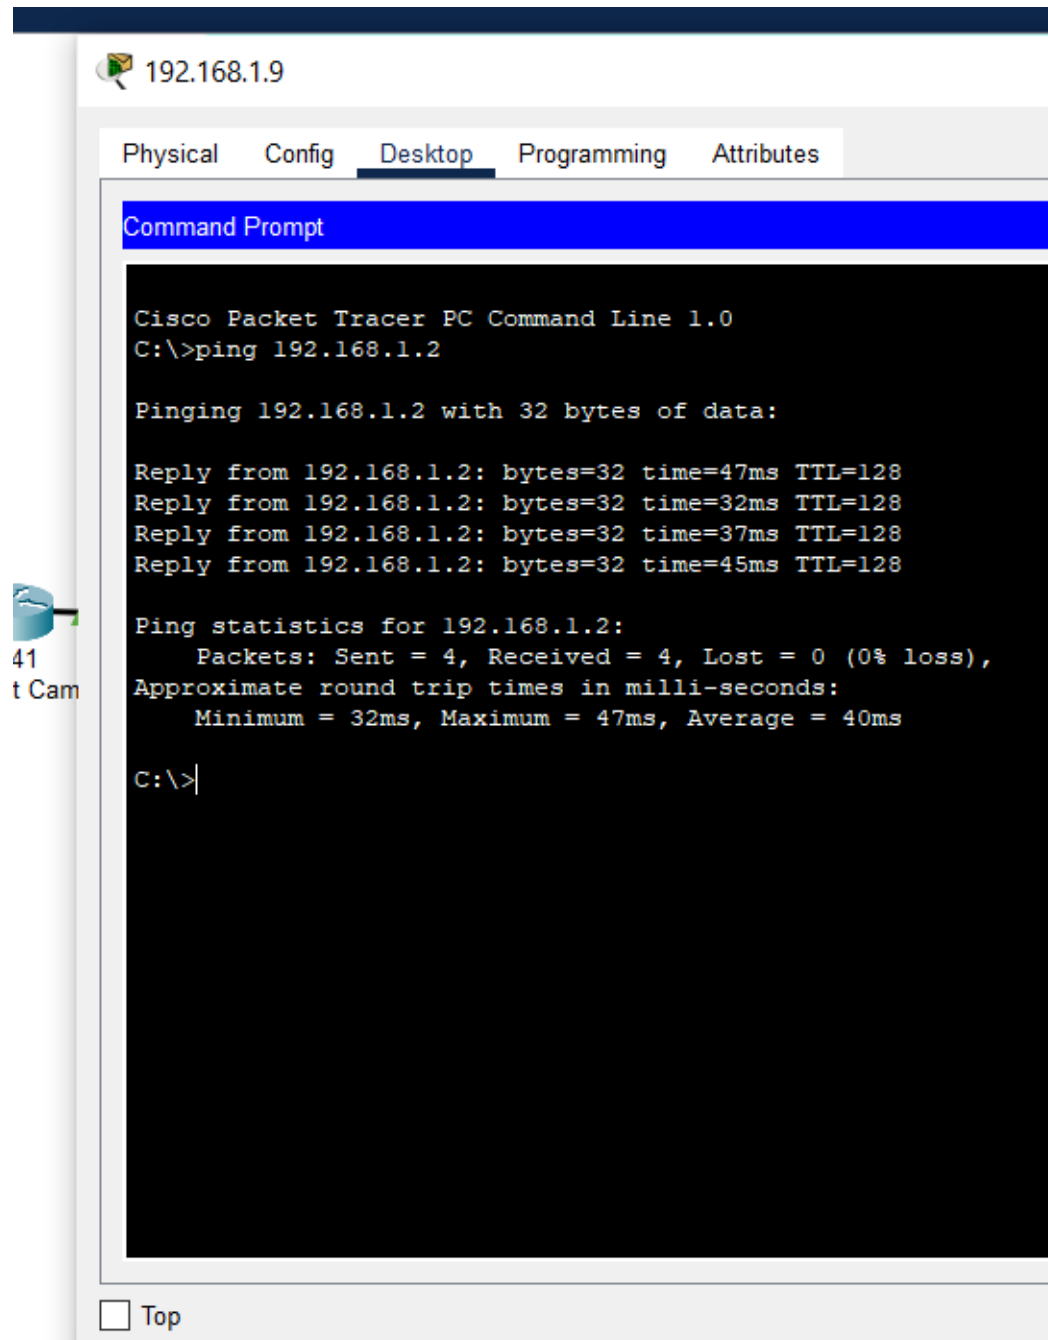 192.168.1.9
Physical Config Desktop Programming Attributes
Command Prompt
Cisco Packet Tracer PC Command Line 1.0
C:\>ping 192.168.1.2
Pinging 192.168.1.2 with 32 bytes of data:
Reply from 192.168.1.2: bytes=32 time=47ms TTL=128
Reply from 192.168.1.2: bytes=32 time=32ms TTL=128
Reply from 192.168.1.2: bytes=32 time=37ms TTL=128
Reply from 192.168.1.2: bytes=32 time=45ms TTL=128
Ping statistics for 192.168.1.2:
Packets: Sent = 4, Received = 4, Lost = 0 (0% loss),
Approximate round trip times in milli-seconds:
Minimum = 32ms, Maximum = 47ms, Average = 40ms
C:\>
41
t Cam
Top